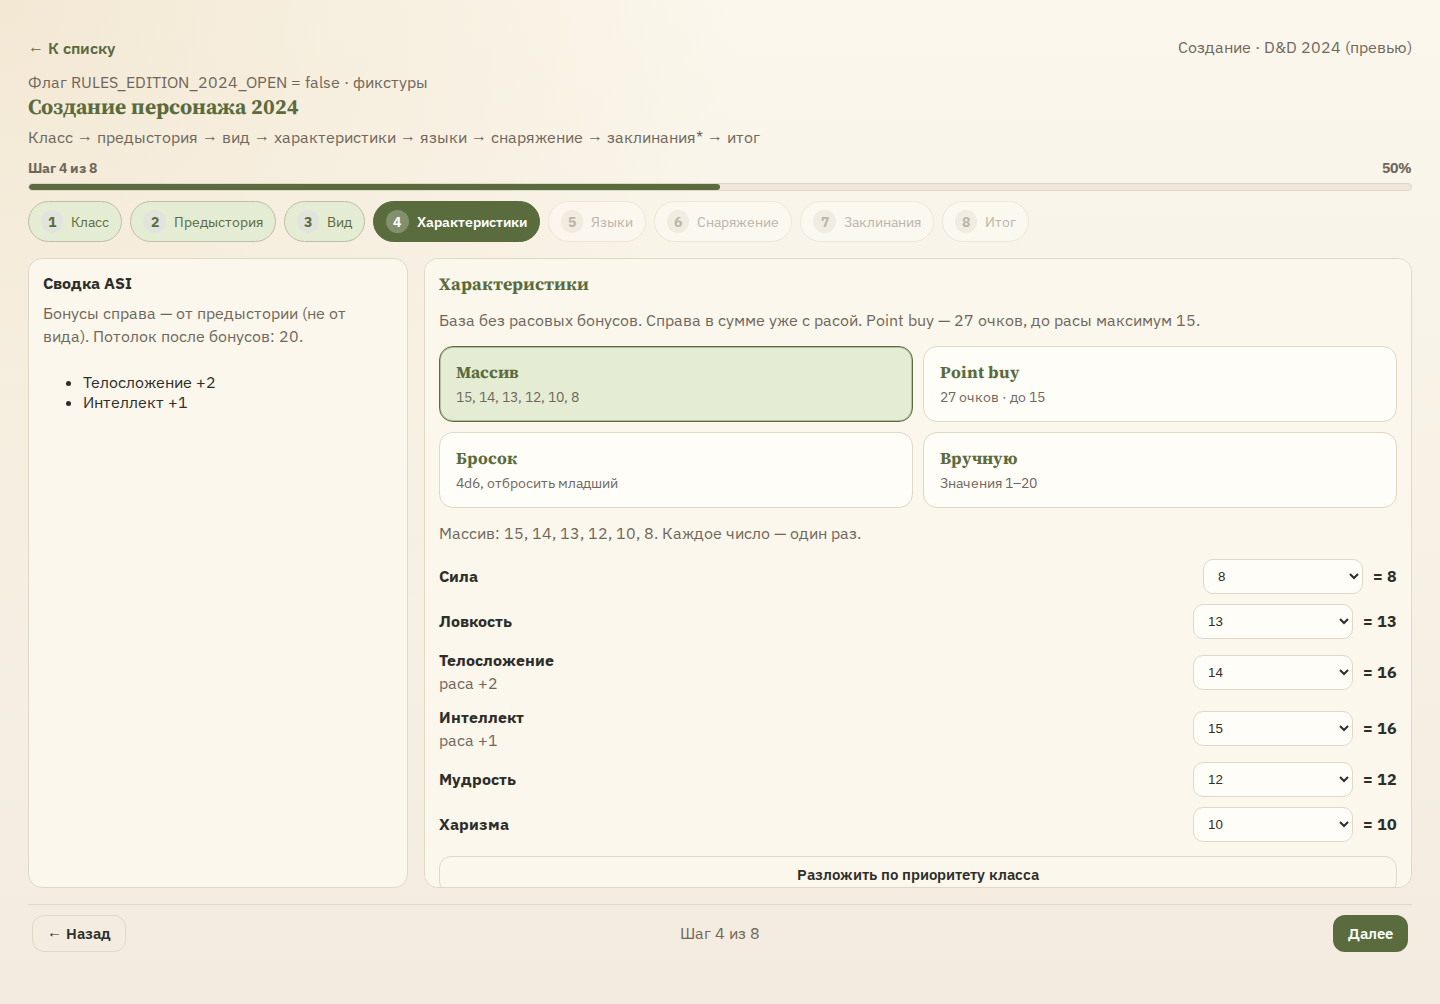 ← К списку
Создание · D&D 2024 (превью)
Флаг RULES_EDITION_2024_OPEN = false · фикстуры
Создание персонажа 2024
Класс → предыстория → вид → характеристики → языки → снаряжение → заклинания* → итог
Шаг 4 из 8
50%
1 Класс
2 Предыстория
3 Вид
4 Характеристики
5 Языки
6 Снаряжение
7 Заклинания
8 Итог
Сводка ASI
Бонусы справа — от предыстории (не от
вида). Потолок после бонусов: 20.
• Телосложение +2
• Интеллект +1
Характеристики
База без расовых бонусов. Справа в сумме уже с расой. Point buy — 27 очков, до расы максимум 15.
Массив
15, 14, 13, 12, 10, 8
Point buy
27 очков · до 15
Бросок
4d6, отбросить младший
Вручную
Значения 1–20
Массив: 15, 14, 13, 12, 10, 8. Каждое число — один раз.
Сила
8
= 8
Ловкость
13
= 13
Телосложение
раса +2
14
= 16
Интеллект
раса +1
15
= 16
Мудрость
12
= 12
Харизма
10
= 10
Разложить по приоритету класса
← Назад
Шаг 4 из 8
Далее